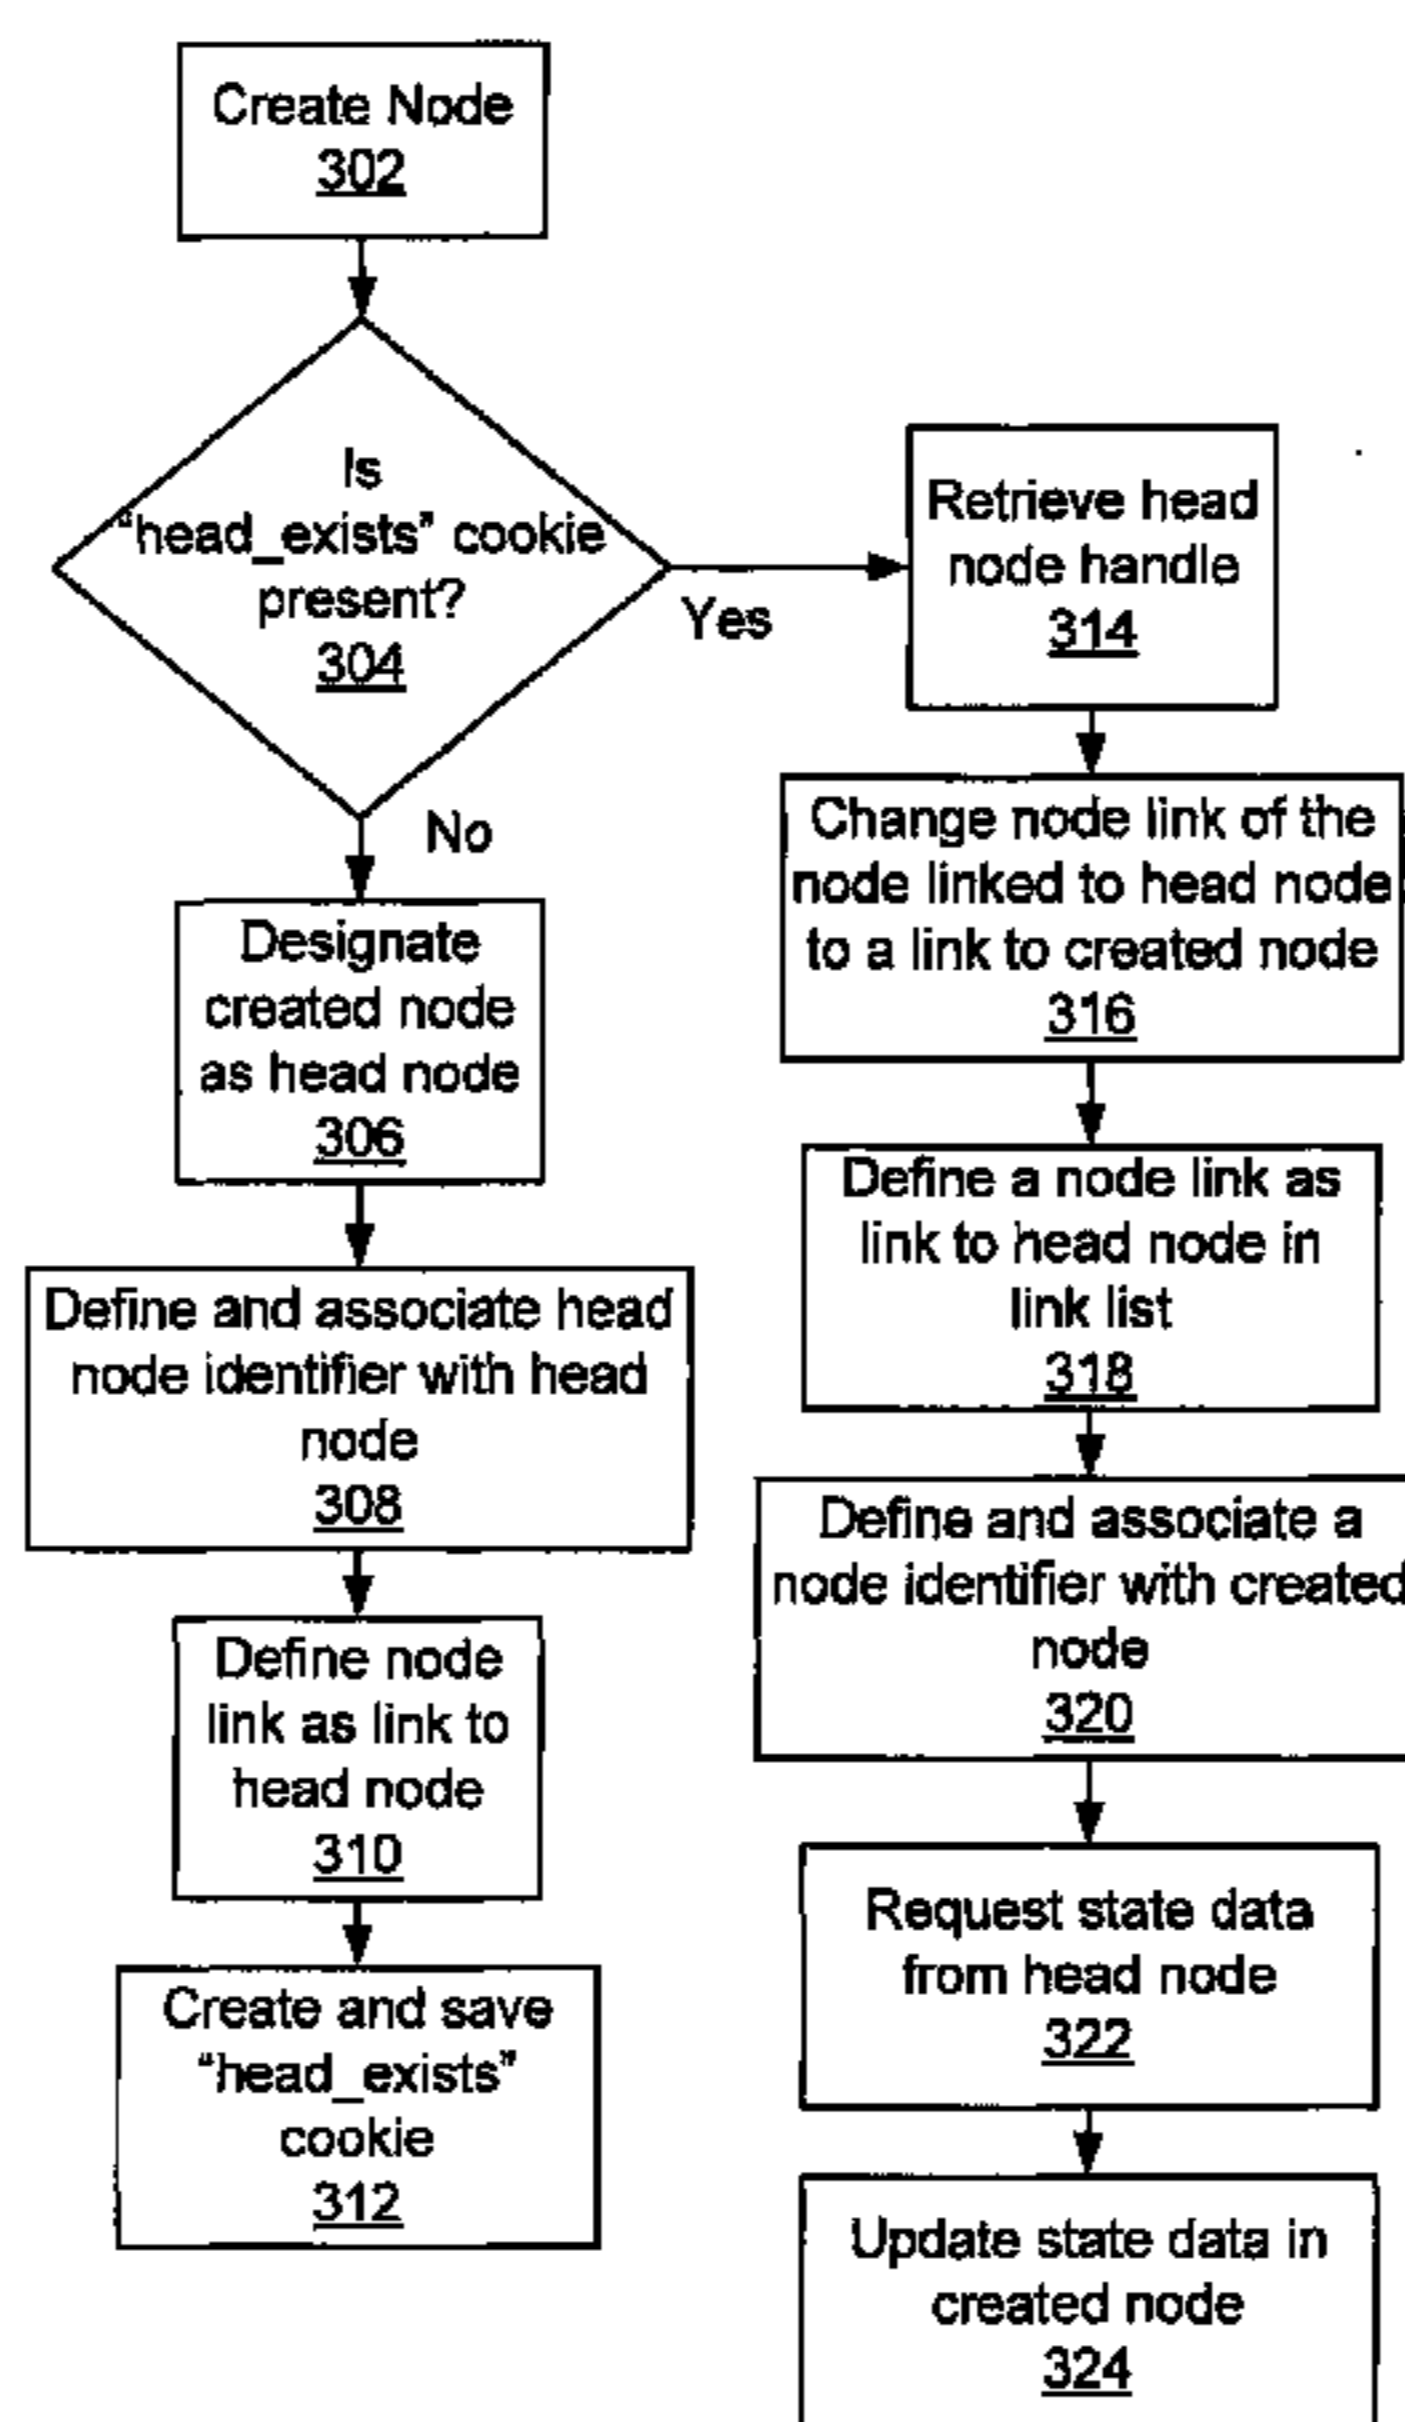 Create Node
302
Is
“head_exists” cookie
present?
304
Yes
No
Designate
created node
as head node
306
Define and associate head
node identifier with head
node
308
Define node
link as link to
head node
310
Create and save
“head_exists”
cookie
312
Retrieve head
node handle
314
Change node link of the
node linked to head node
to a link to created node
316
Define a node link as
link to head node in
link list
318
Define and associate a
node identifier with created
node
320
Request state data
from head node
322
Update state data in
created node
324